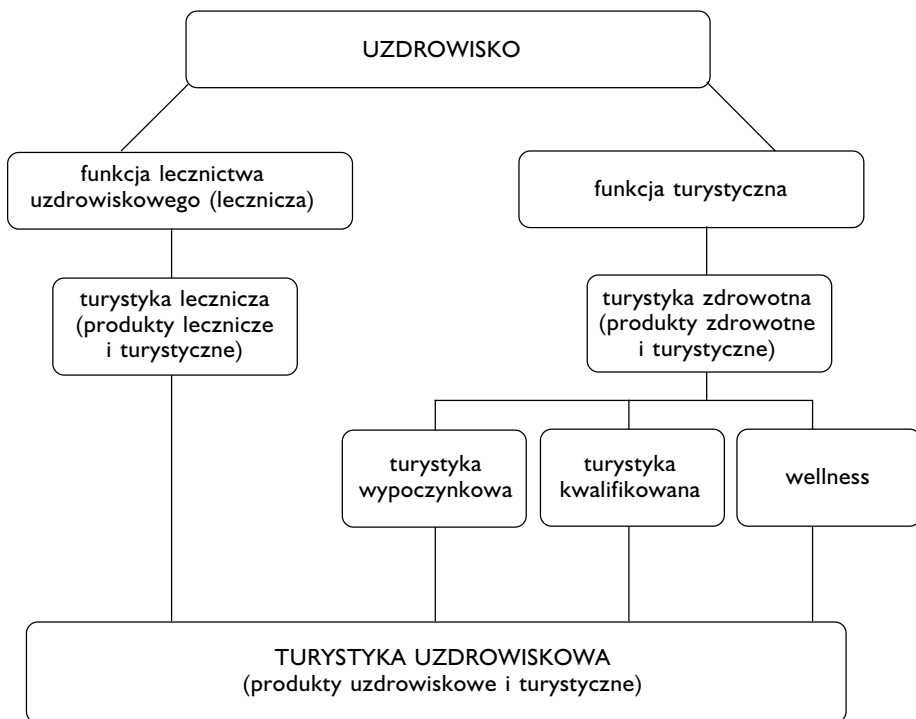 UZDROWISKO
funkcja lecznictwa
uzdrowiskowego (lecznicza)
funkcja turystyczna
turystyka lecznicza
(produkty lecznicze
i turystyczne)
turystyka zdrowotna
(produkty zdrowotne
i turystyczne)
turystyka
wypoczynkowa
turystyka
kwalifikowana
wellness
TURYSTYKA UZDROWISKOWA
(produkty uzdrowiskowe i turystyczne)